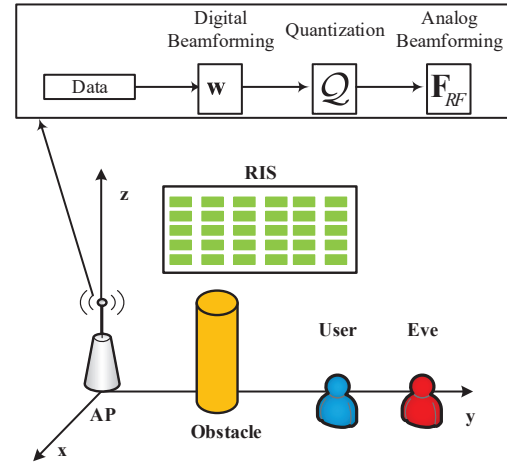 Digital
Beamforming
Quantization
Analog
Beamforming
Data
w
Q
F_RF
RIS
z
User
Eve
AP
Obstacle
y
x